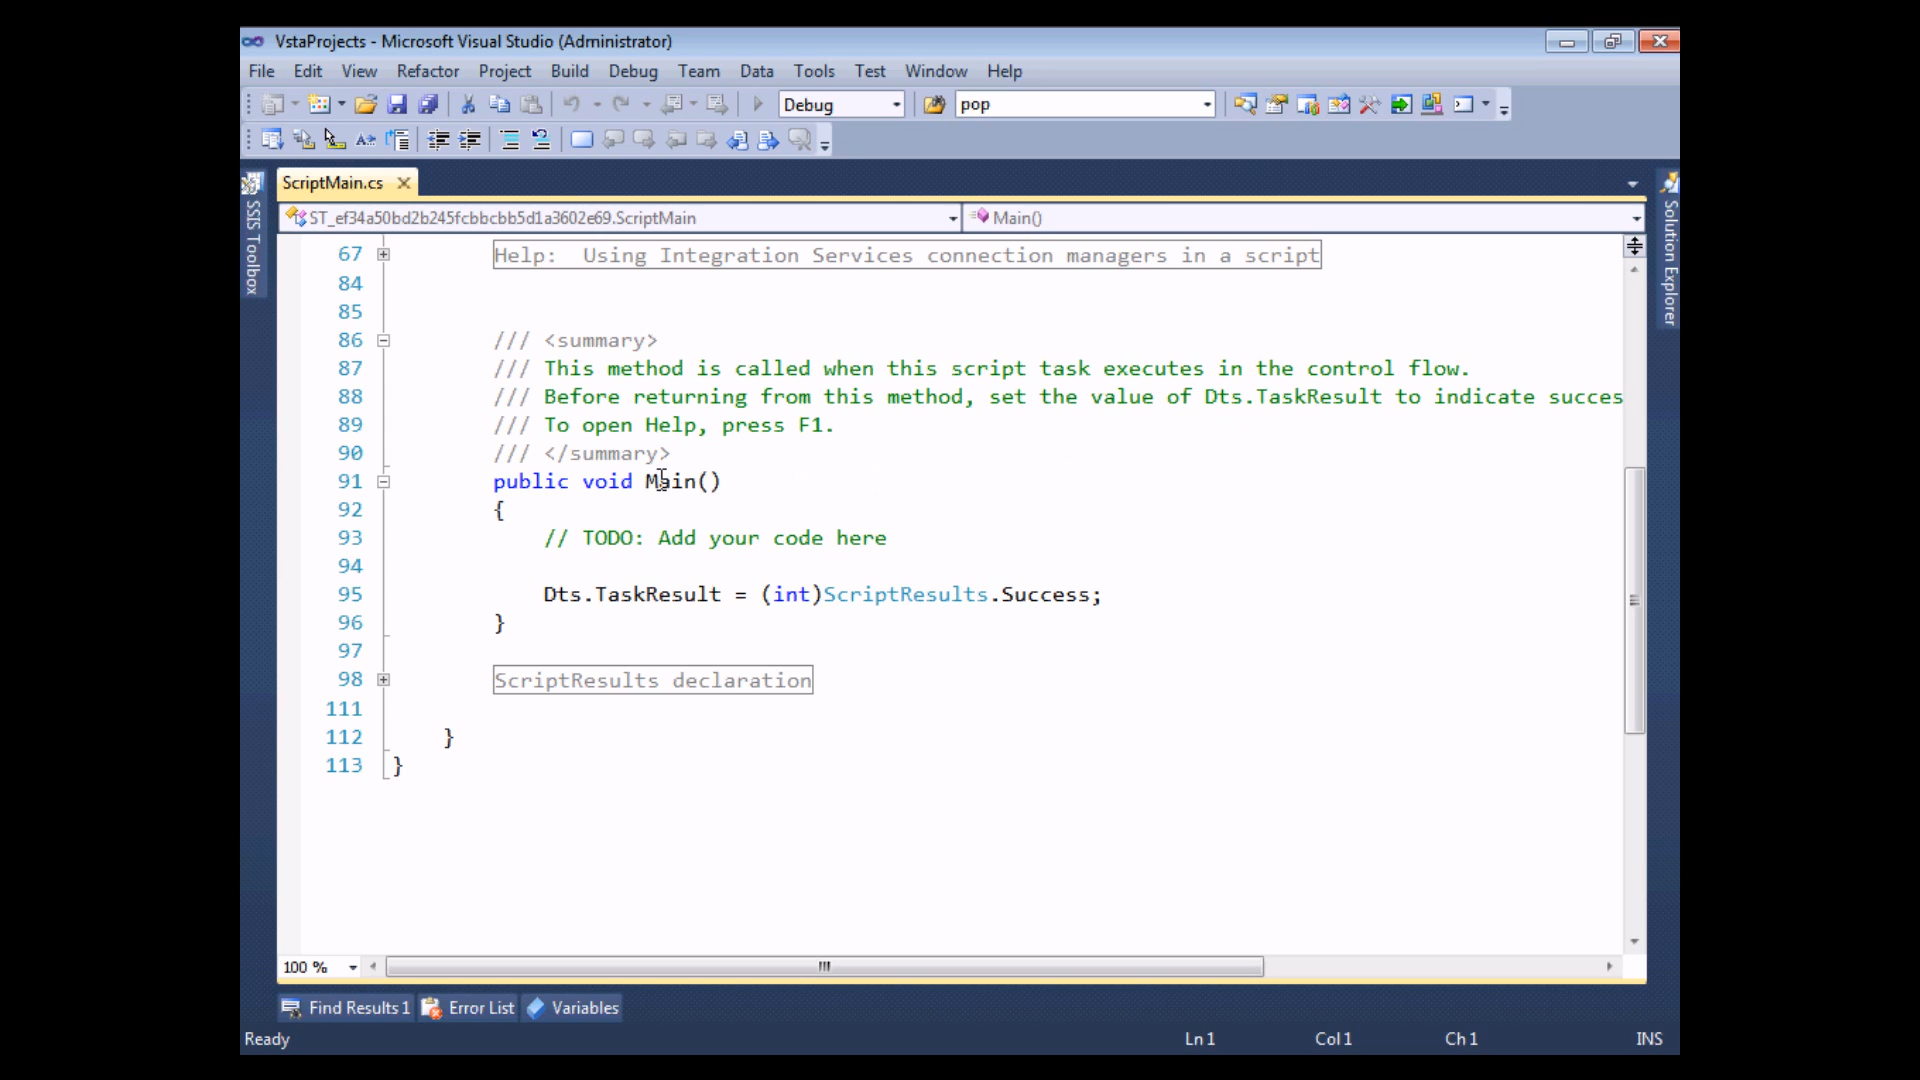 VstaProjects - Microsoft Visual Studio (Administrator)
File Edit View Refactor Project Build Debug Team Data Tools Test Window Help
Debug pop
ScriptMain.cs
ST_ef34a50bd2b245fcbbcbb5d1a3602e69.ScriptMain Main()
SSIS Toolbox
Solution Explorer
67 Help:  Using Integration Services connection managers in a script
84
85
86 /// <summary>
87 /// This method is called when this script task executes in the control flow.
88 /// Before returning from this method, set the value of Dts.TaskResult to indicate succes
89 /// To open Help, press F1.
90 /// </summary>
91 public void Main()
92 {
93 // TODO: Add your code here
94
95 Dts.TaskResult = (int)ScriptResults.Success;
96 }
97
98 ScriptResults declaration
111
112 }
113 }
100 %
Find Results 1 Error List Variables
Ready Ln 1 Col 1 Ch 1 INS